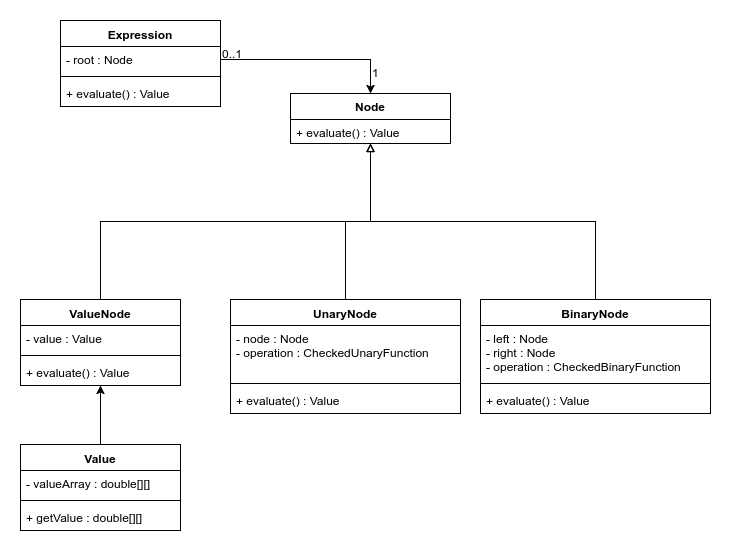 Expression
- root : Node
+ evaluate() : Value
0..1
1
Node
+ evaluate() : Value
ValueNode
- value : Value
+ evaluate() : Value
UnaryNode
- node : Node
- operation : CheckedUnaryFunction
+ evaluate() : Value
BinaryNode
- left : Node
- right : Node
- operation : CheckedBinaryFunction
+ evaluate() : Value
Value
- valueArray : double[][]
+ getValue : double[][]